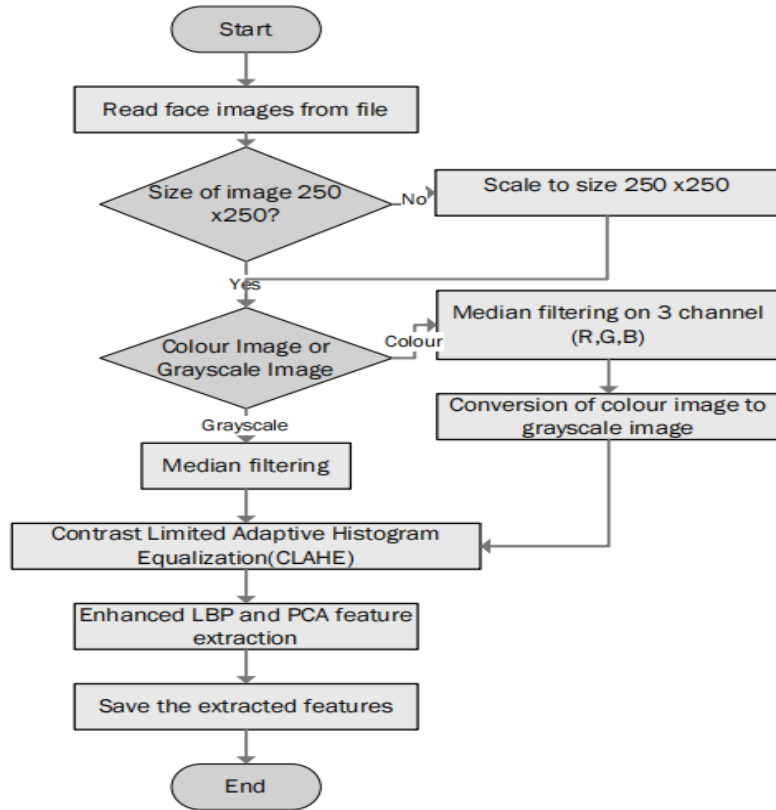 Start
Read face images from file
Size of image 250
x250?
No
Scale to size 250 x250
Yes
Colour Image or
Grayscale Image
Colour
Median filtering on 3 channel
(R,G,B)
Conversion of colour image to
grayscale image
Grayscale
Median filtering
Contrast Limited Adaptive Histogram
Equalization(CLAHE)
Enhanced LBP and PCA feature
extraction
Save the extracted features
End